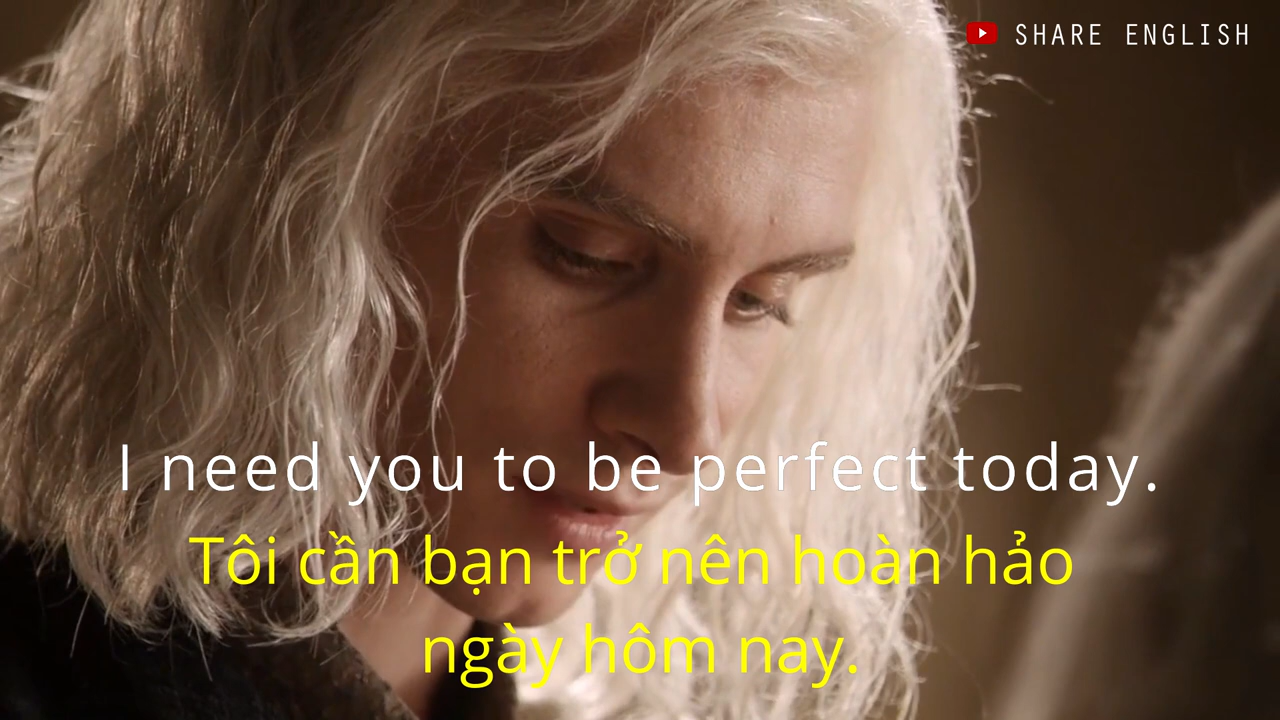 SHARE ENGLISH
I need you to be perfect today.
Tôi cần bạn trở nên hoàn hảo
ngày hôm nay.